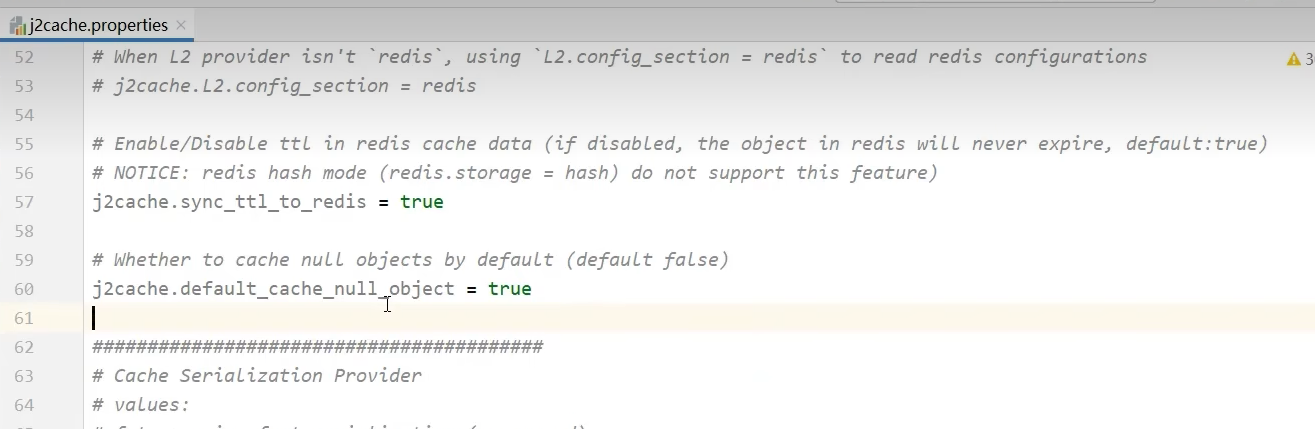 j2cache.properties
52 # When L2 provider isn't `redis`, using `L2.config_section = redis` to read redis configurations
53 # j2cache.L2.config_section = redis
54
55 # Enable/Disable ttl in redis cache data (if disabled, the object in redis will never expire, default:true)
56 # NOTICE: redis hash mode (redis.storage = hash) do not support this feature)
57 j2cache.sync_ttl_to_redis = true
58
59 # Whether to cache null objects by default (default false)
60 j2cache.default_cache_null_object = true
61
62 #########################################
63 # Cache Serialization Provider
64 # values: